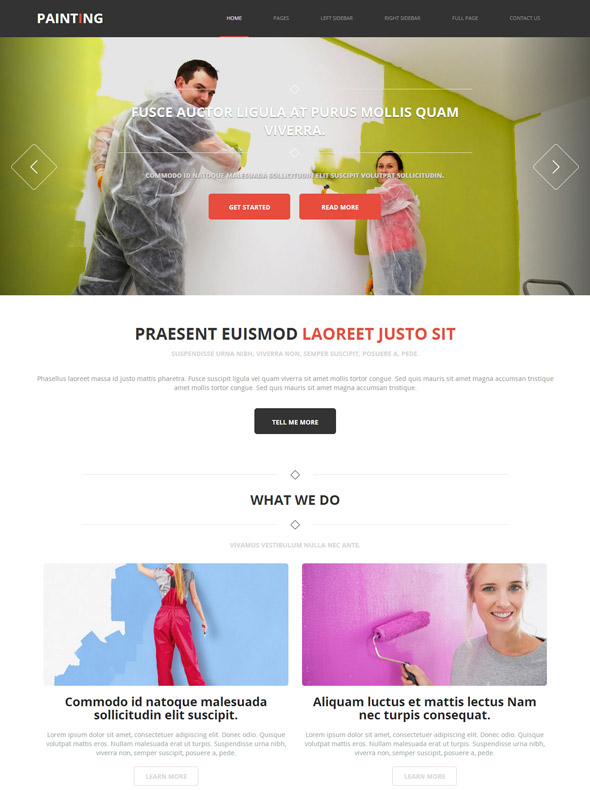 PAINTING
HOME PAGES LEFT SIDEBAR RIGHT SIDEBAR FULL PAGE CONTACT US
FUSCE AUCTOR LIGULA AT PURUS MOLLIS QUAM
VIVERRA.
COMMODO ID NATOQUE MALESUADA SOLLICITUDIN ELIT SUSCIPIT VOLUTPAT SOLLICITUDIN.
GET STARTED READ MORE
PRAESENT EUISMOD LAOREET JUSTO SIT
SUSPENDISSE URNA NIBH, VIVERRA NON, SEMPER SUSCIPIT, POSUERE A, PEDE.
Phasellus laoreet massa id justo mattis pharetra. Fusce suscipit ligula vel quam viverra sit amet mollis tortor congue. Sed quis mauris sit amet magna accumsan tristique
amet mollis tortor congue. Sed quis mauris sit amet magna accumsan tristique.
TELL ME MORE
WHAT WE DO
VIVAMUS VESTIBULUM NULLA NEC ANTE.
Commodo id natoque malesuada
sollicitudin elit suscipit.
Lorem ipsum dolor sit amet, consectetuer adipiscing elit. Donec odio. Quisque
volutpat mattis eros. Nullam malesuada erat ut turpis. Suspendisse urna nibh,
viverra non, semper suscipit, posuere a, pede.
LEARN MORE
Aliquam luctus et mattis lectus Nam
nec turpis consequat.
Lorem ipsum dolor sit amet, consectetuer adipiscing elit. Donec odio. Quisque
volutpat mattis eros. Nullam malesuada erat ut turpis. Suspendisse urna nibh,
viverra non, semper suscipit, posuere a, pede.
LEARN MORE